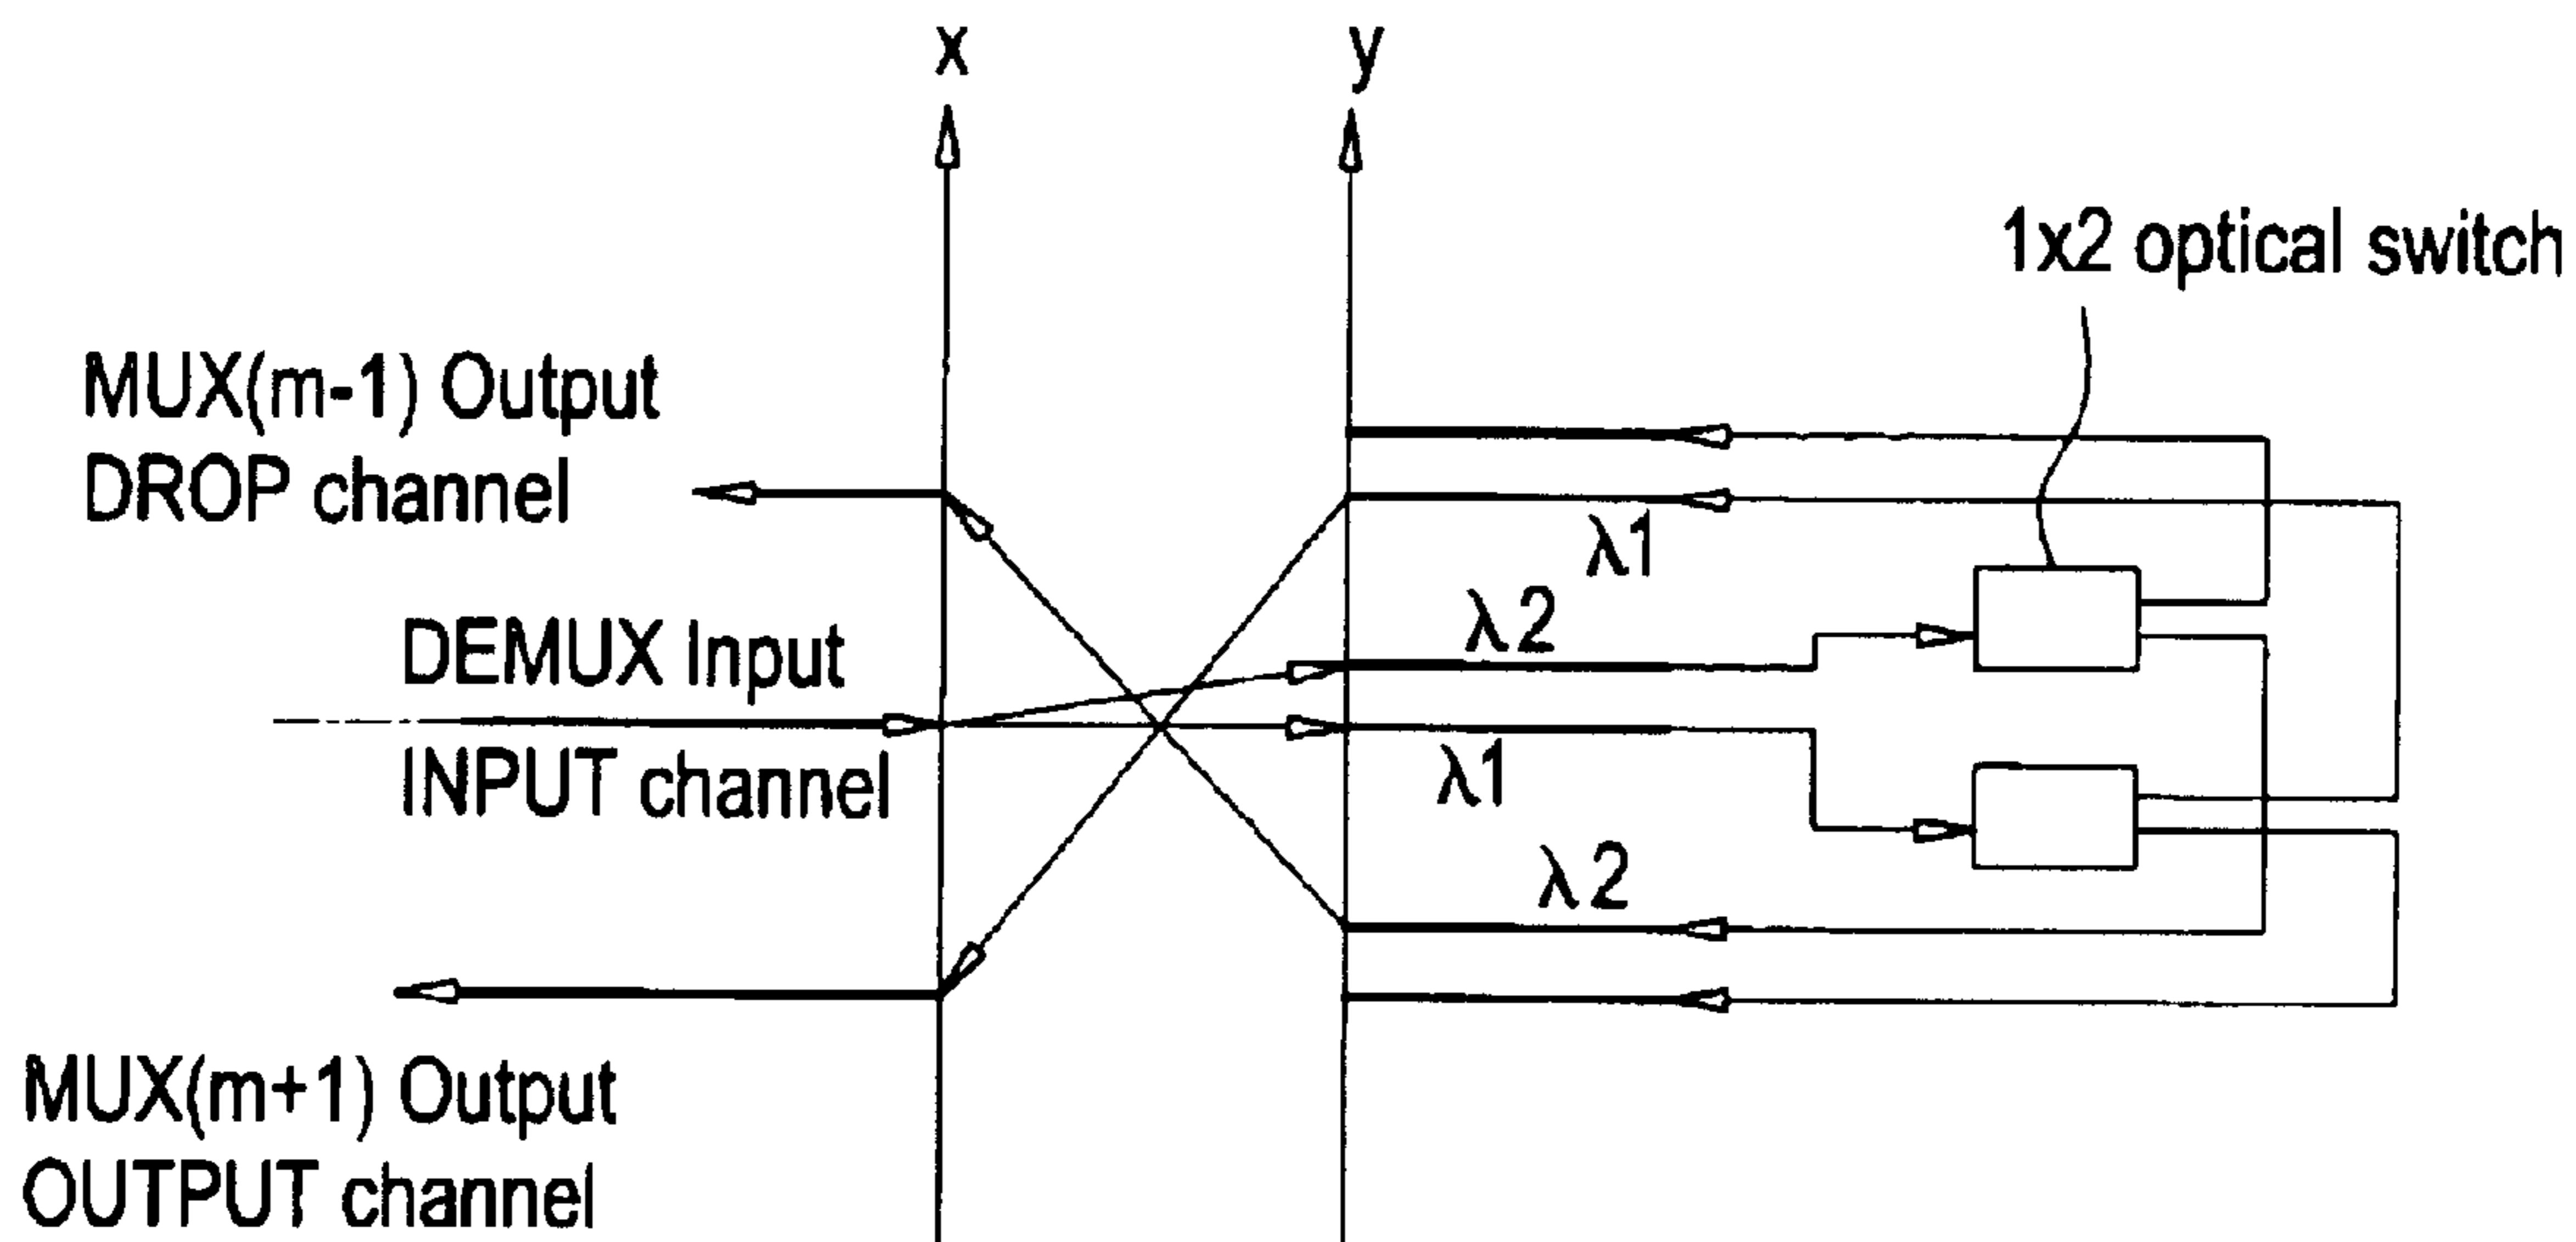 x
y
1x2 optical switch
MUX(m-1) Output
DROP channel
λ1
λ2
DEMUX Input
INPUT channel
λ1
λ2
MUX(m+1) Output
OUTPUT channel